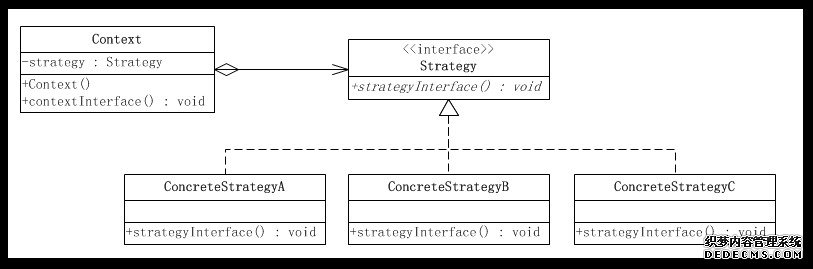 Context
-strategy : Strategy
+Context()
+contextInterface() : void
<<interface>>
Strategy
+strategyInterface() : void
ConcreteStrategyA
+strategyInterface() : void
ConcreteStrategyB
+strategyInterface() : void
ConcreteStrategyC
+strategyInterface() : void
织梦内容管理系统
DEDECMS.COM